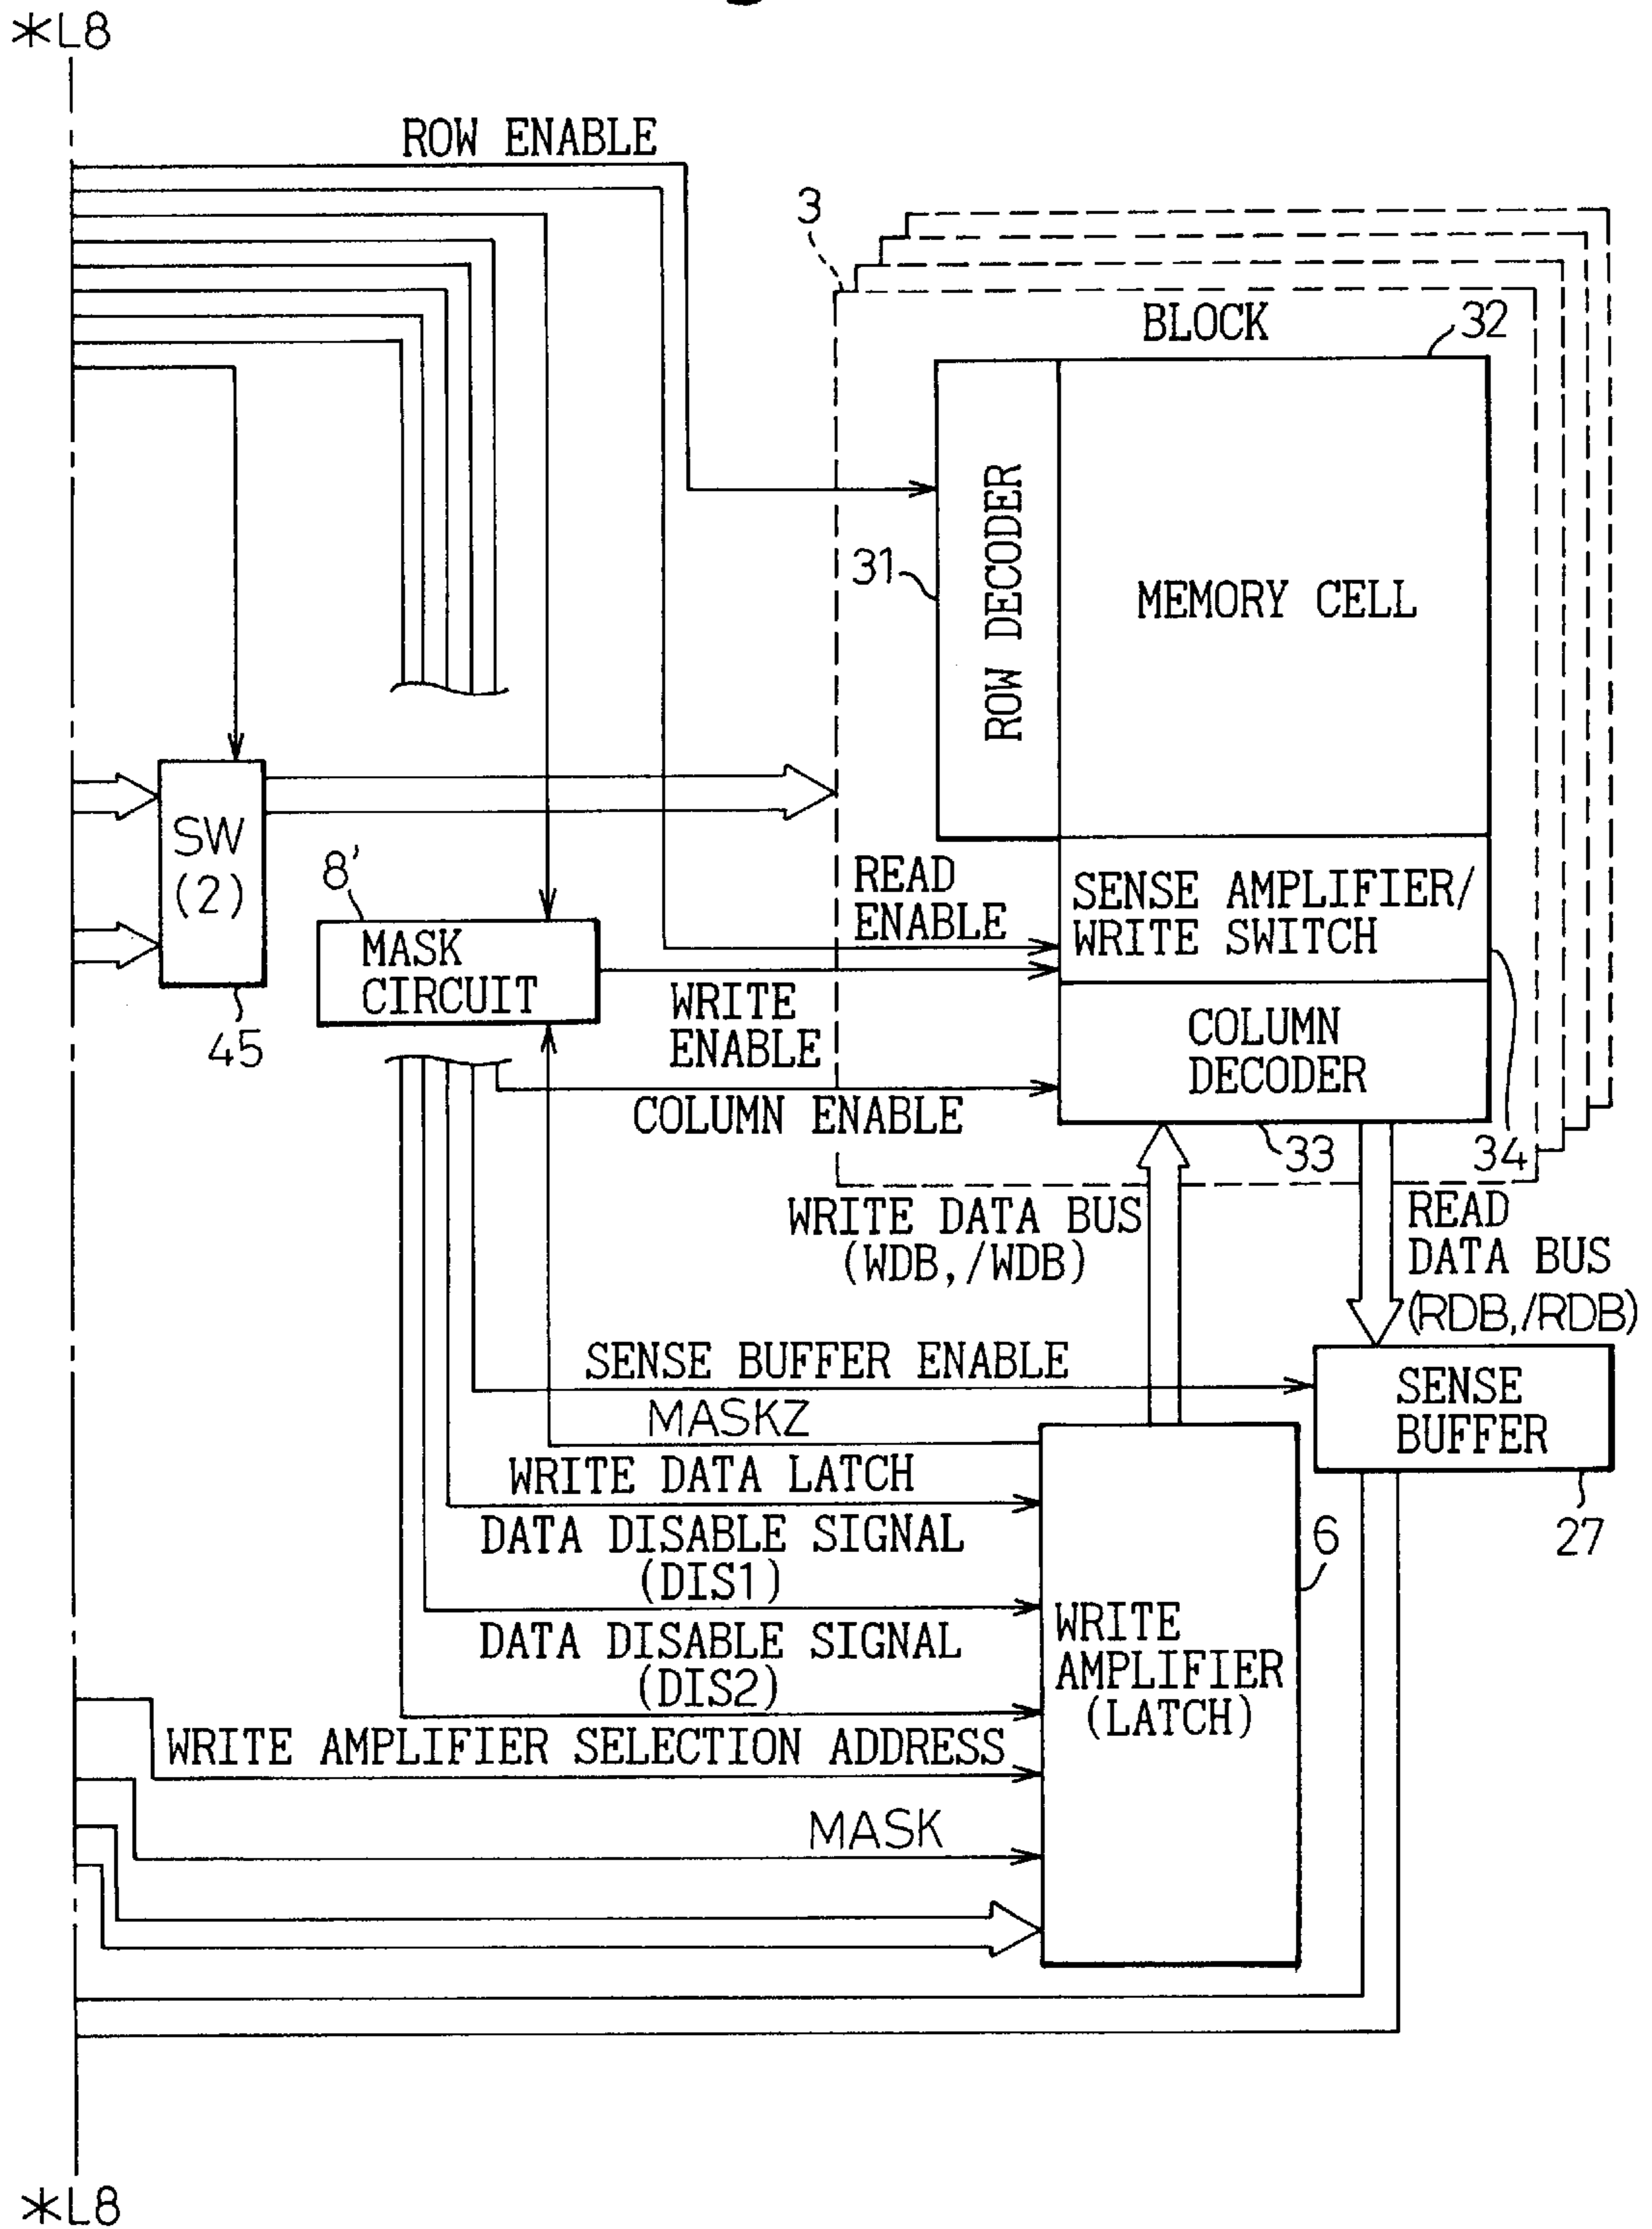 *L8
ROW ENABLE
3
BLOCK
32
31
ROW DECODER
MEMORY CELL
SW
(2)
45
8'
MASK
CIRCUIT
READ
ENABLE
SENSE AMPLIFIER/
WRITE SWITCH
WRITE
ENABLE
COLUMN
DECODER
COLUMN ENABLE
33
34
WRITE DATA BUS
(WDB,/WDB)
READ
DATA BUS
(RDB,/RDB)
SENSE BUFFER ENABLE
SENSE
BUFFER
27
MASKZ
WRITE DATA LATCH
DATA DISABLE SIGNAL
(DIS1)
6
DATA DISABLE SIGNAL
(DIS2)
WRITE
AMPLIFIER
(LATCH)
WRITE AMPLIFIER SELECTION ADDRESS
MASK
*L8